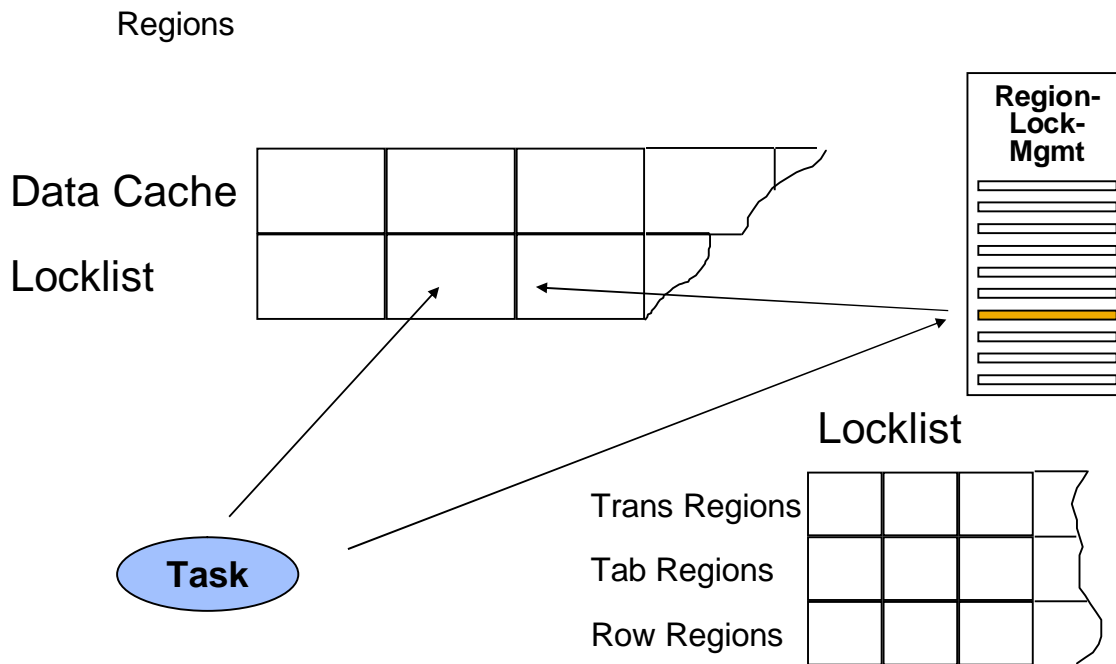 Regions
Region-
Lock-
Mgmt
Data Cache
Locklist
Locklist
Trans Regions
Task
Tab Regions
Row Regions